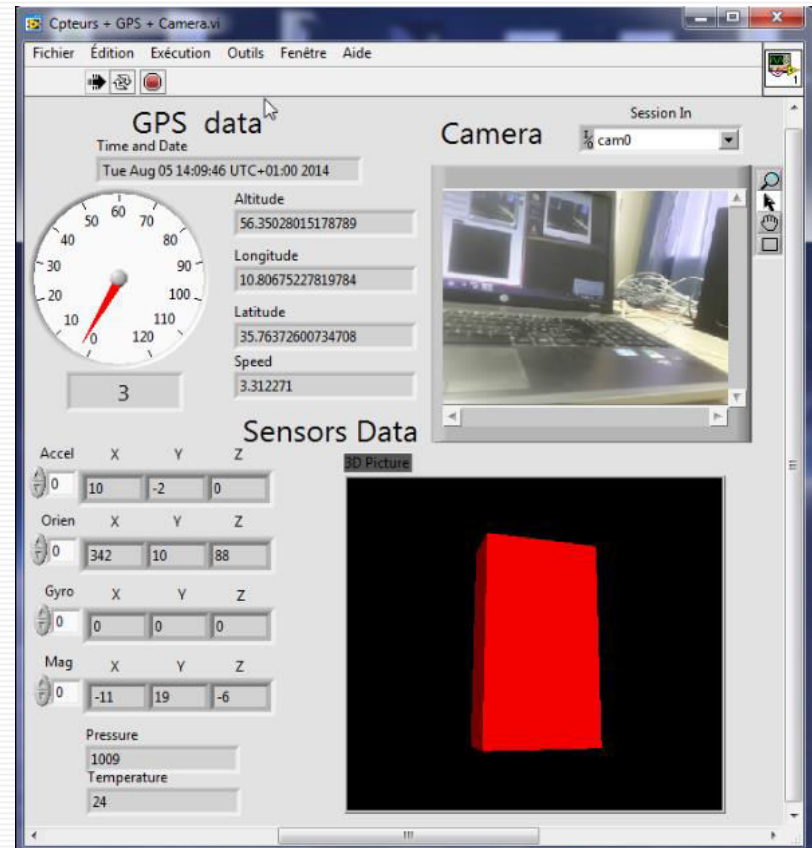 Cpteurs + GPS + Camera.vi
Fichier Édition Exécution Outils Fenêtre Aide
1
GPS data
Time and Date
Tue Aug 05 14:09:46 UTC+01:00 2014
Camera
Session In
cam0
0 10 20 30 40 50 60 70 80 90 100 110 120
3
Altitude
56.35028015178789
Longitude
10.80675227819784
Latitude
35.76372600734708
Speed
3.312271
Sensors Data
Accel X Y Z
0 10 -2 0
Orien X Y Z
0 342 10 88
Gyro X Y Z
0 0 0 0
Mag X Y Z
0 -11 19 -6
Pressure
1009
Temperature
24
3D Picture